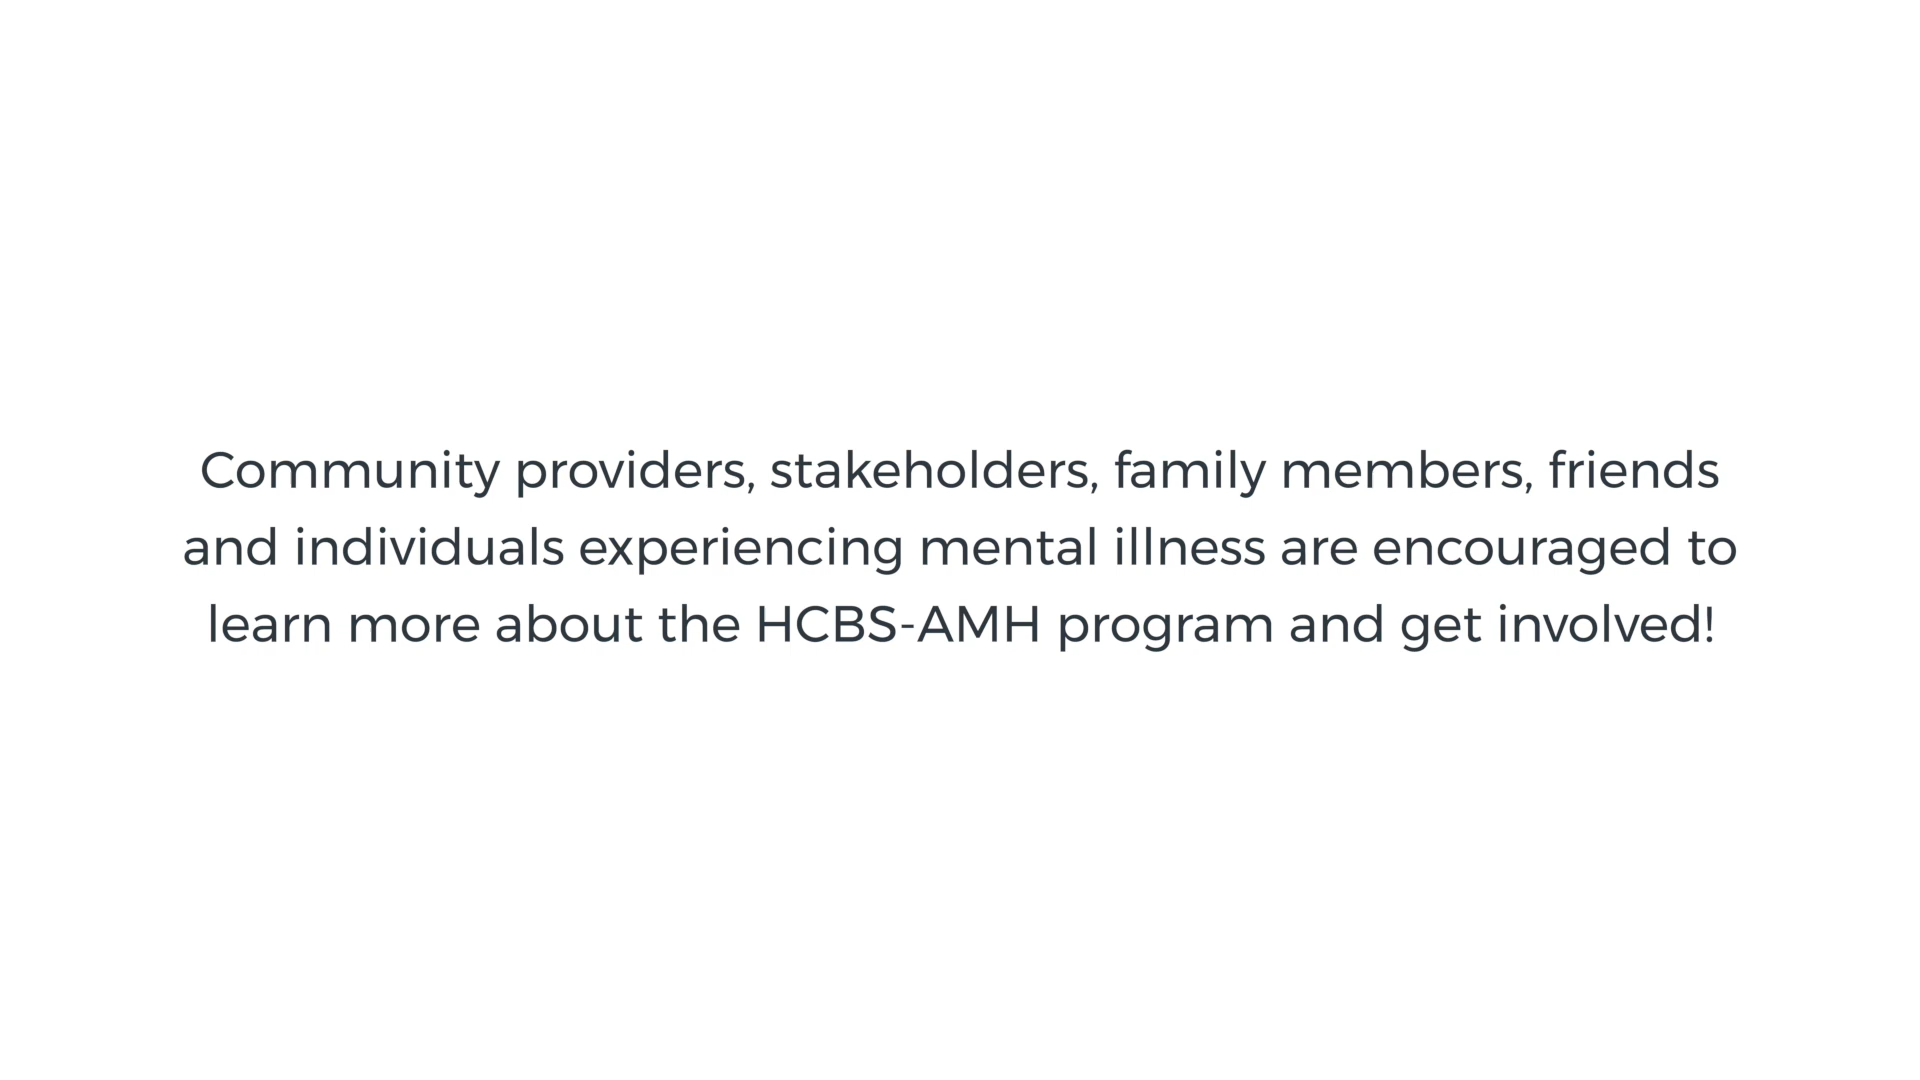 Community providers, stakeholders, family members, friends
and individuals experiencing mental illness are encouraged to
learn more about the HCBS-AMH program and get involved!